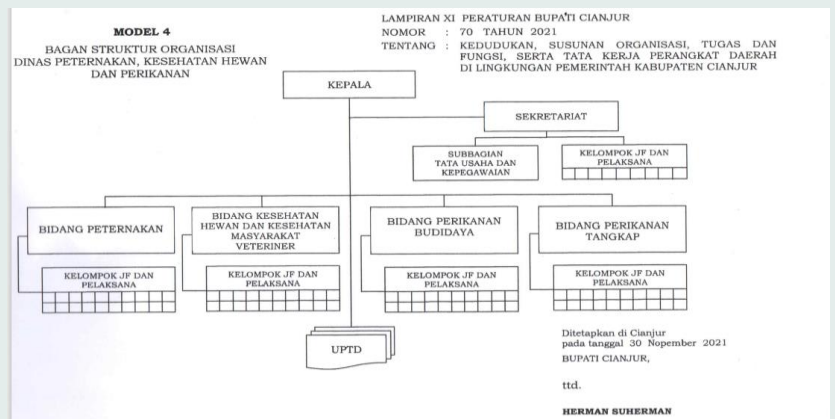 MODEL 4
BAGAN STRUKTUR ORGANISASI
DINAS PETERNAKAN, KESEHATAN HEWAN
DAN PERIKANAN
LAMPIRAN XI PERATURAN BUPATI CIANJUR
NOMOR : 70 TAHUN 2021
TENTANG : KEDUDUKAN, SUSUNAN ORGANISASI, TUGAS DAN
FUNGSI, SERTA TATA KERJA PERANGKAT DAERAH
DI LINGKUNGAN PEMERINTAH KABUPATEN CIANJUR
KEPALA
SEKRETARIAT
SUBBAGIAN
TATA USAHA DAN
KEPEGAWAIAN
KELOMPOK JF DAN
PELAKSANA
BIDANG PETERNAKAN
BIDANG KESEHATAN
HEWAN DAN KESEHATAN
MASYARAKAT
VETERINER
BIDANG PERIKANAN
BUDIDAYA
BIDANG PERIKANAN
TANGKAP
KELOMPOK JF DAN
PELAKSANA
KELOMPOK JF DAN
PELAKSANA
KELOMPOK JF DAN
PELAKSANA
KELOMPOK JF DAN
PELAKSANA
UPTD
Ditetapkan di Cianjur
pada tanggal 30 Nopember 2021
BUPATI CIANJUR,
ttd.
HERMAN SUHERMAN